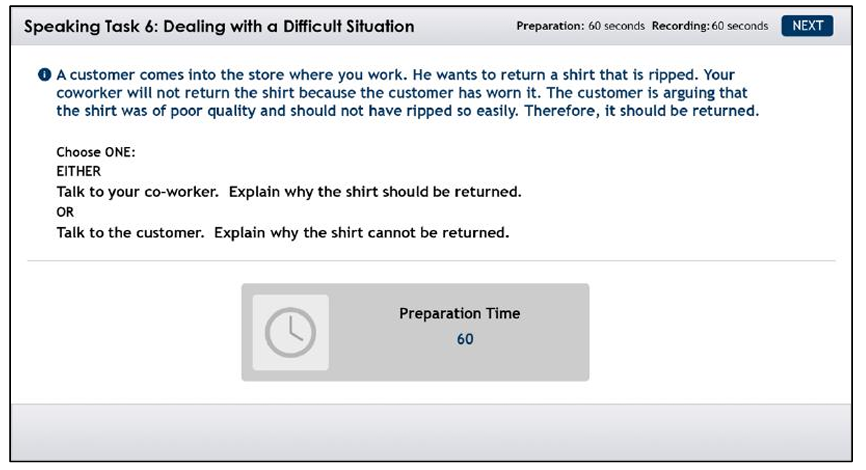 Speaking Task 6: Dealing with a Difficult Situation Preparation: 60 seconds Recording: 60 seconds NEXT
A customer comes into the store where you work. He wants to return a shirt that is ripped. Your
coworker will not return the shirt because the customer has worn it. The customer is arguing that
the shirt was of poor quality and should not have ripped so easily. Therefore, it should be returned.
Choose ONE:
EITHER
Talk to your co-worker. Explain why the shirt should be returned.
OR
Talk to the customer. Explain why the shirt cannot be returned.
Preparation Time
60